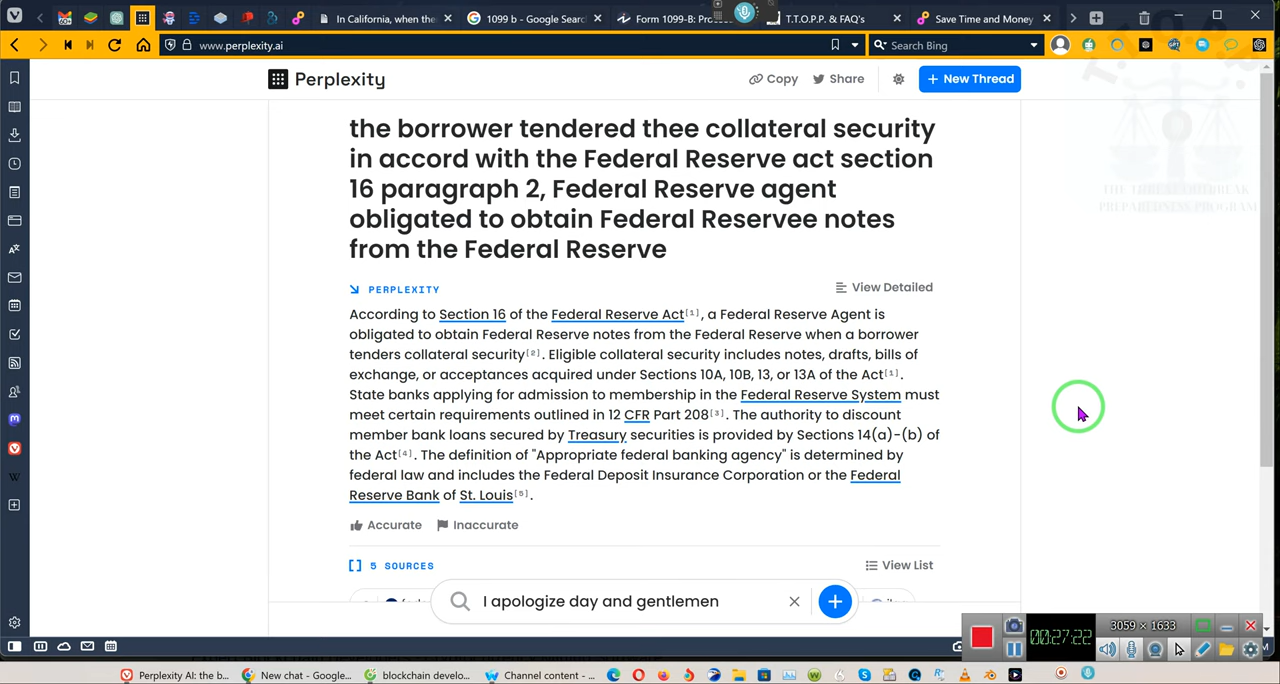 In California, when the
1099 b - Google Sear
Form 1099-B: Pro
T.T.O.P.P. & FAQ's
Save Time and Money
www.perplexity.ai
Search Bing
Perplexity
Copy
Share
New Thread
the borrower tendered thee collateral security
in accord with the Federal Reserve act section
16 paragraph 2, Federal Reserve agent
obligated to obtain Federal Reservee notes
from the Federal Reserve
THE THREAT OUTBREAK
PREPAREDNESS PROGRAM
PERPLEXITY
View Detailed
According to Section 16 of the Federal Reserve Act[1], a Federal Reserve Agent is
obligated to obtain Federal Reserve notes from the Federal Reserve when a borrower
tenders collateral security[2]. Eligible collateral security includes notes, drafts, bills of
exchange, or acceptances acquired under Sections 10A, 10B, 13, or 13A of the Act[1].
State banks applying for admission to membership in the Federal Reserve System must
meet certain requirements outlined in 12 CFR Part 208[3]. The authority to discount
member bank loans secured by Treasury securities is provided by Sections 14(a)-(b) of
the Act[4]. The definition of "Appropriate federal banking agency" is determined by
federal law and includes the Federal Deposit Insurance Corporation or the Federal
Reserve Bank of St. Louis[5].
Accurate
Inaccurate
5 SOURCES
View List
I apologize day and gentlemen
3059 × 1633
00:27:22
Perplexity AI: the b...
New chat - Google...
blockchain develo...
Channel content - ...